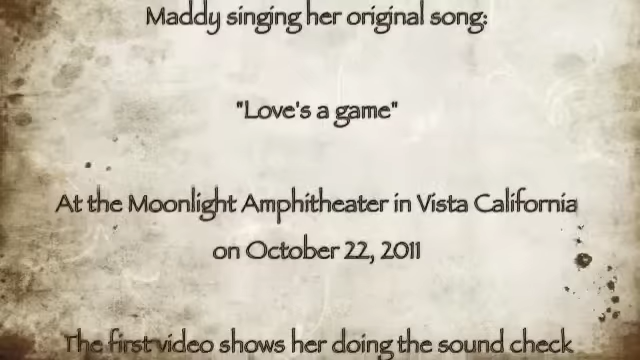 Maddy singing her original song:
"Love's a game"
At the Moonlight Amphitheater in Vista California
on October 22, 2011
The first video shows her doing the sound check